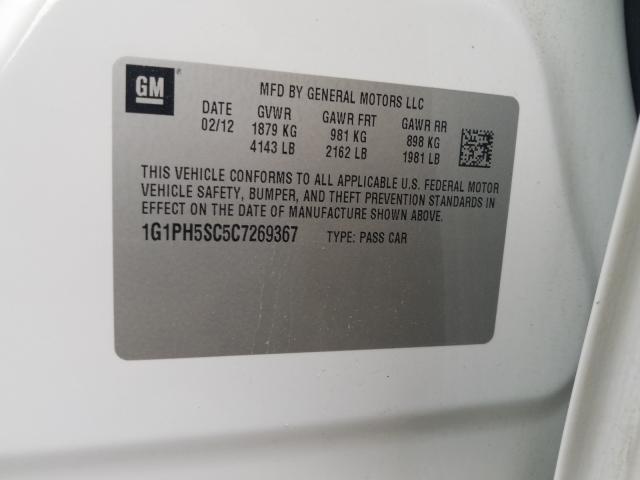 GM
MFD BY GENERAL MOTORS LLC
DATE GVWR GAWR FRT GAWR RR
02/12 1879 KG 981 KG 898 KG
4143 LB 2162 LB 1981 LB
THIS VEHICLE CONFORMS TO ALL APPLICABLE U.S. FEDERAL MOTOR
VEHICLE SAFETY, BUMPER, AND THEFT PREVENTION STANDARDS IN
EFFECT ON THE DATE OF MANUFACTURE SHOWN ABOVE.
1G1PH5SC5C7269367 TYPE: PASS CAR